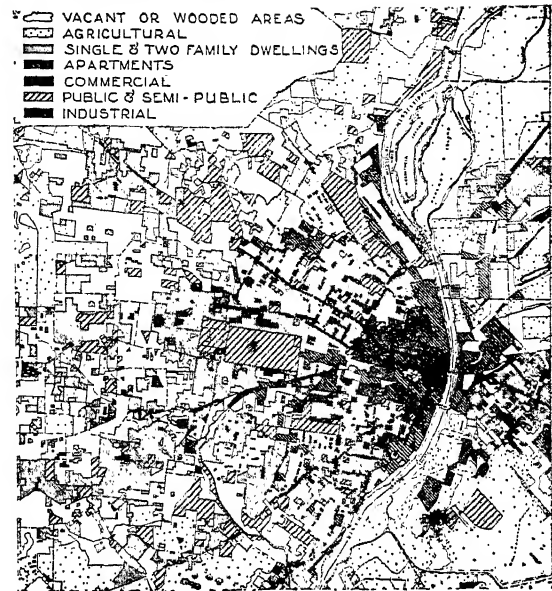 VACANT OR WOODED AREAS
AGRICULTURAL
SINGLE & TWO FAMILY DWELLINGS
APARTMENTS
COMMERCIAL
PUBLIC & SEMI-PUBLIC
INDUSTRIAL